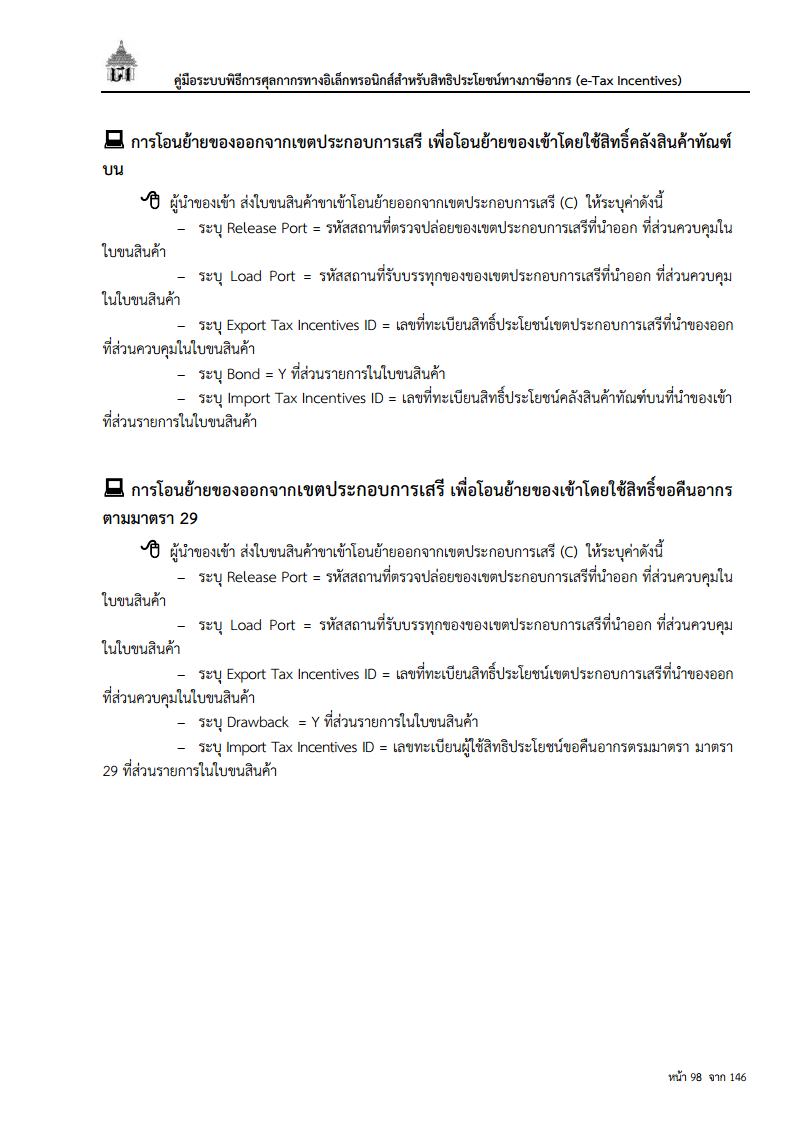 คู่มือระบบพิธีการศุลกากรทางอิเล็กทรอนิกส์สำหรับสิทธิประโยชน์ทางภาษีอากร (e-Tax Incentives)
การโอนย้ายของออกจากเขตประกอบการเสรี เพื่อโอนย้ายของเข้าโดยใช้สิทธิ์คลังสินค้าทัณฑ์
บน
ผู้นำของเข้า ส่งใบขนสินค้าขาเข้าโอนย้ายออกจากเขตประกอบการเสรี (C) ให้ระบุค่าดังนี้
– ระบุ Release Port = รหัสสถานที่ตรวจปล่อยของเขตประกอบการเสรีที่นำออก ที่ส่วนควบคุมใน
ใบขนสินค้า
– ระบุ Load Port = รหัสสถานที่รับบรรทุกของของเขตประกอบการเสรีที่นำออก ที่ส่วนควบคุม
ในใบขนสินค้า
– ระบุ Export Tax Incentives ID = เลขที่ทะเบียนสิทธิ์ประโยชน์เขตประกอบการเสรีที่นำของออก
ที่ส่วนควบคุมในใบขนสินค้า
– ระบุ Bond = Y ที่ส่วนรายการในใบขนสินค้า
– ระบุ Import Tax Incentives ID = เลขที่ทะเบียนสิทธิ์ประโยชน์คลังสินค้าทัณฑ์บนที่นำของเข้า
ที่ส่วนรายการในใบขนสินค้า
การโอนย้ายของออกจากเขตประกอบการเสรี เพื่อโอนย้ายของเข้าโดยใช้สิทธิ์ขอคืนอากร
ตามมาตรา 29
ผู้นำของเข้า ส่งใบขนสินค้าขาเข้าโอนย้ายออกจากเขตประกอบการเสรี (C) ให้ระบุค่าดังนี้
– ระบุ Release Port = รหัสสถานที่ตรวจปล่อยของเขตประกอบการเสรีที่นำออก ที่ส่วนควบคุมใน
ใบขนสินค้า
– ระบุ Load Port = รหัสสถานที่รับบรรทุกของของเขตประกอบการเสรีที่นำออก ที่ส่วนควบคุม
ในใบขนสินค้า
– ระบุ Export Tax Incentives ID = เลขที่ทะเบียนสิทธิ์ประโยชน์เขตประกอบการเสรีที่นำของออก
ที่ส่วนควบคุมในใบขนสินค้า
– ระบุ Drawback = Y ที่ส่วนรายการในใบขนสินค้า
– ระบุ Import Tax Incentives ID = เลขทะเบียนผู้ใช้สิทธิประโยชน์ขอคืนอากรตรมมาตรา มาตรา
29 ที่ส่วนรายการในใบขนสินค้า
หน้า 98 จาก 146